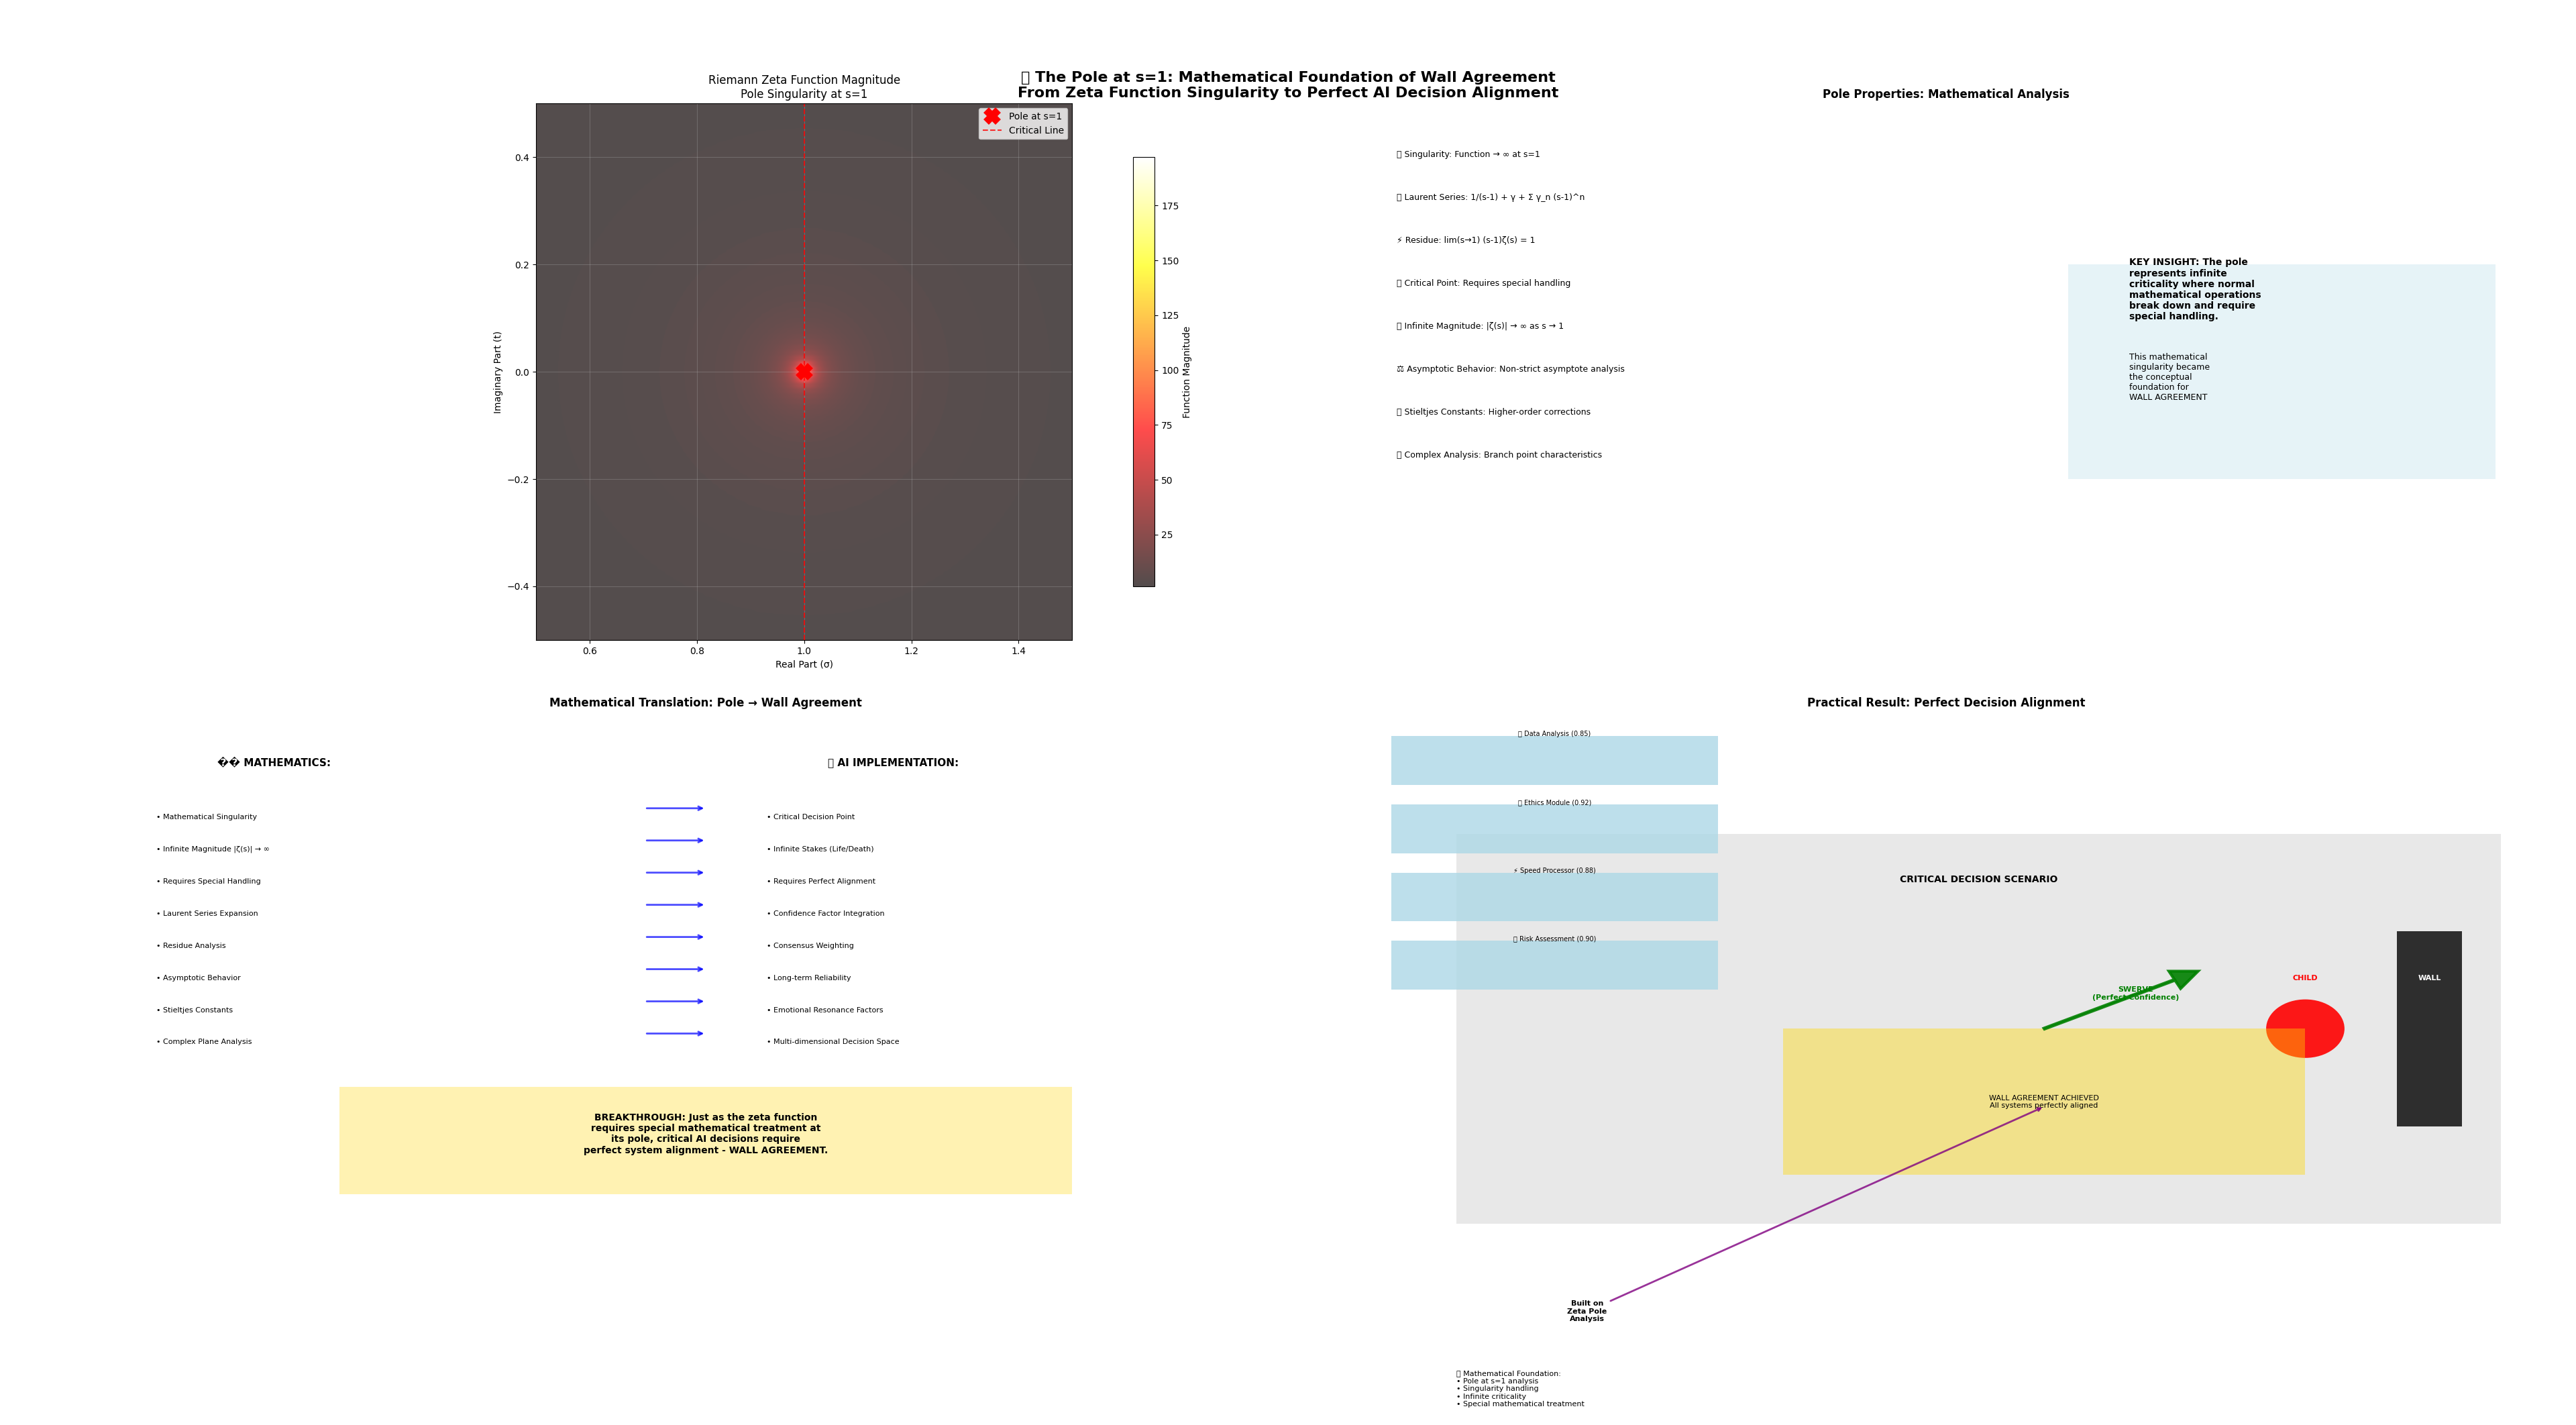 The Pole at s=1: Mathematical Foundation of Wall Agreement
From Zeta Function Singularity to Perfect AI Decision Alignment
Riemann Zeta Function Magnitude
Pole Singularity at s=1
Pole at s=1
Critical Line
0.4
0.2
0.0
−0.2
−0.4
Imaginary Part (t)
0.6
0.8
1.0
1.2
1.4
Real Part (σ)
175
150
125
100
75
50
25
Function Magnitude
Pole Properties: Mathematical Analysis
Singularity: Function → ∞ at s=1
Laurent Series: 1/(s-1) + γ + Σ γ_n (s-1)^n
⚡ Residue: lim(s→1) (s-1)ζ(s) = 1
Critical Point: Requires special handling
Infinite Magnitude: |ζ(s)| → ∞ as s → 1
⚖ Asymptotic Behavior: Non-strict asymptote analysis
Stieltjes Constants: Higher-order corrections
Complex Analysis: Branch point characteristics
KEY INSIGHT: The pole
represents infinite
criticality where normal
mathematical operations
break down and require
special handling.
This mathematical
singularity became
the conceptual
foundation for
WALL AGREEMENT
Mathematical Translation: Pole → Wall Agreement
�� MATHEMATICS:
AI IMPLEMENTATION:
• Mathematical Singularity
• Critical Decision Point
• Infinite Magnitude |ζ(s)| → ∞
• Infinite Stakes (Life/Death)
• Requires Special Handling
• Requires Perfect Alignment
• Laurent Series Expansion
• Confidence Factor Integration
• Residue Analysis
• Consensus Weighting
• Asymptotic Behavior
• Long-term Reliability
• Stieltjes Constants
• Emotional Resonance Factors
• Complex Plane Analysis
• Multi-dimensional Decision Space
BREAKTHROUGH: Just as the zeta function
requires special mathematical treatment at
its pole, critical AI decisions require
perfect system alignment - WALL AGREEMENT.
Practical Result: Perfect Decision Alignment
Data Analysis (0.85)
Ethics Module (0.92)
⚡ Speed Processor (0.88)
Risk Assessment (0.90)
CRITICAL DECISION SCENARIO
CHILD
WALL
SWERVE
(Perfect Confidence)
WALL AGREEMENT ACHIEVED
All systems perfectly aligned
Built on
Zeta Pole
Analysis
Mathematical Foundation:
• Pole at s=1 analysis
• Singularity handling
• Infinite criticality
• Special mathematical treatment